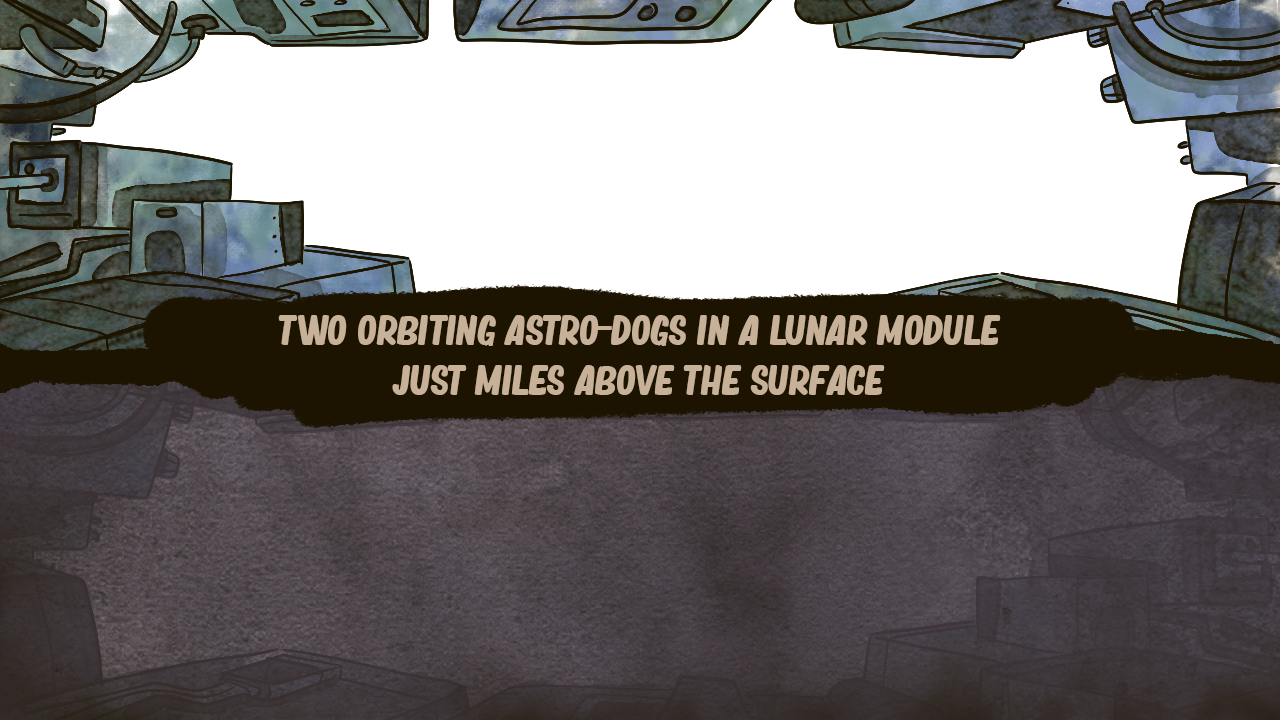 TWO ORBITING ASTRO-DOGS IN A LUNAR MODULE
JUST MILES ABOVE THE SURFACE